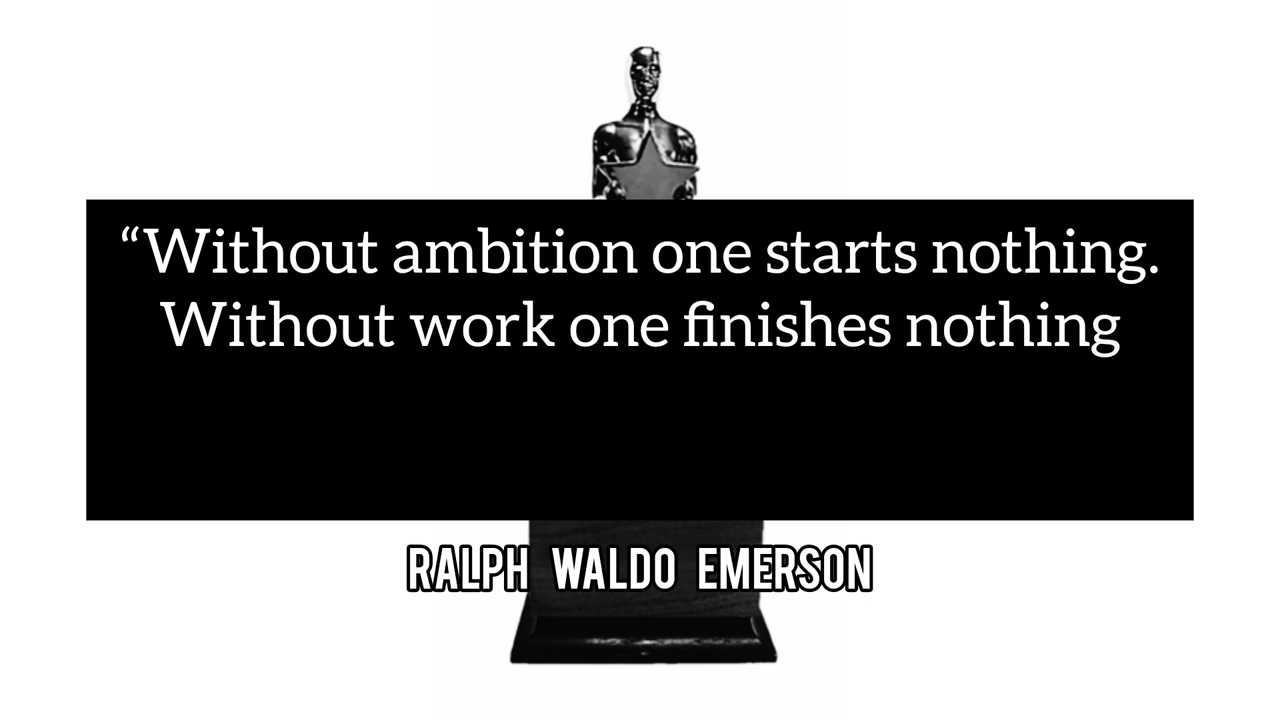 “Without ambition one starts nothing.
Without work one finishes nothing
RALPH WALDO EMERSON